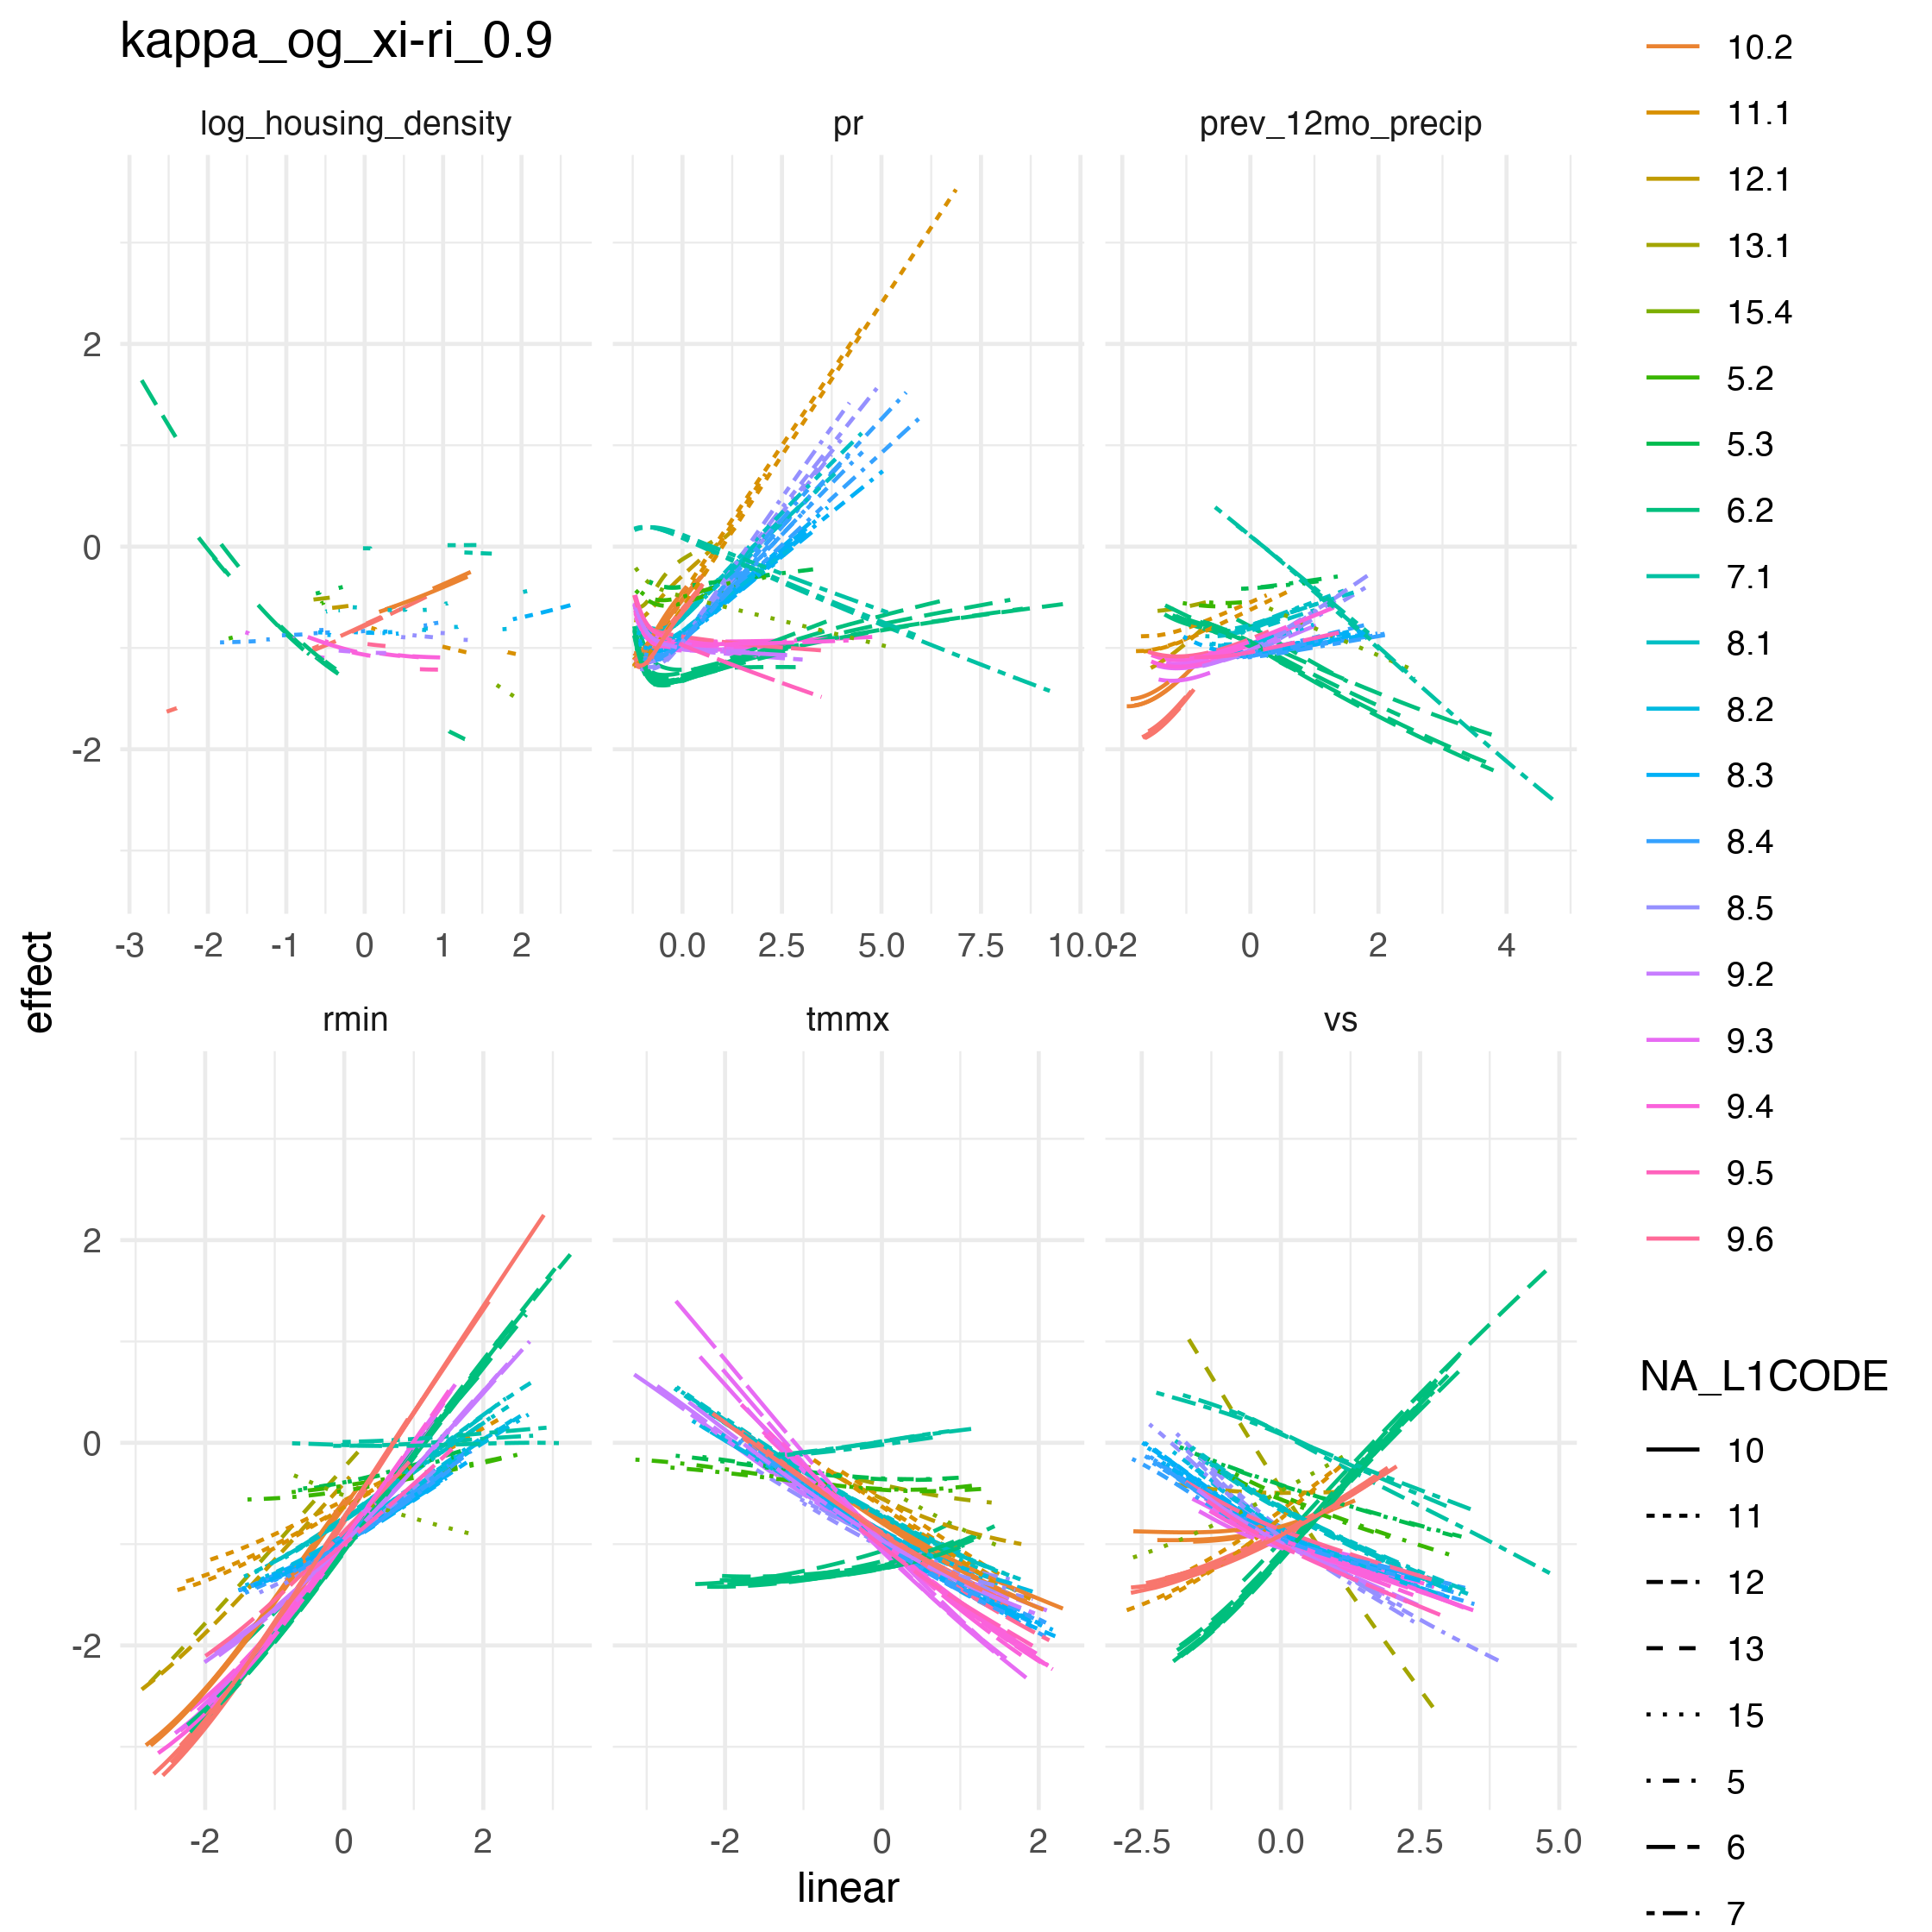 kappa_og_xi-ri_0.9
log_housing_density
pr
prev_12mo_precip
2
0
-2
-3 -2 -1 0 1 2
0.0 2.5 5.0 7.5 10.0
-2 0 2 4
effect
rmin
tmmx
vs
2
0
-2
-2 0 2
-2 0 2
-2.5 0.0 2.5 5.0
linear
10.2
11.1
12.1
13.1
15.4
5.2
5.3
6.2
7.1
8.1
8.2
8.3
8.4
8.5
9.2
9.3
9.4
9.5
9.6
NA_L1CODE
10
11
12
13
15
5
6
7